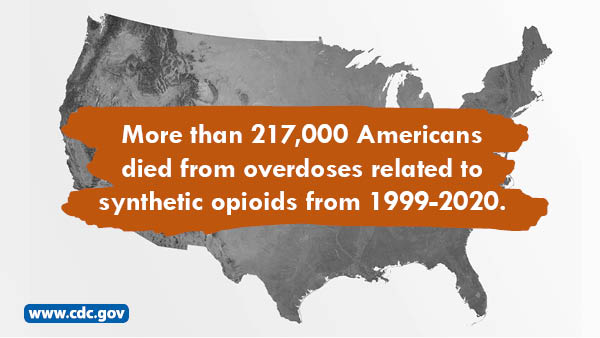 More than 217,000 Americans
died from overdoses related to
synthetic opioids from 1999-2020.
www.cdc.gov